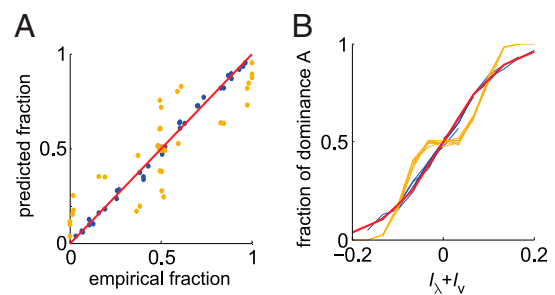 A
predicted fraction
1
0.5
0
0
0.5
1
empirical fraction
B
fraction of dominance A
1
0.5
0
−0.2
0
0.2
I_λ+I_v